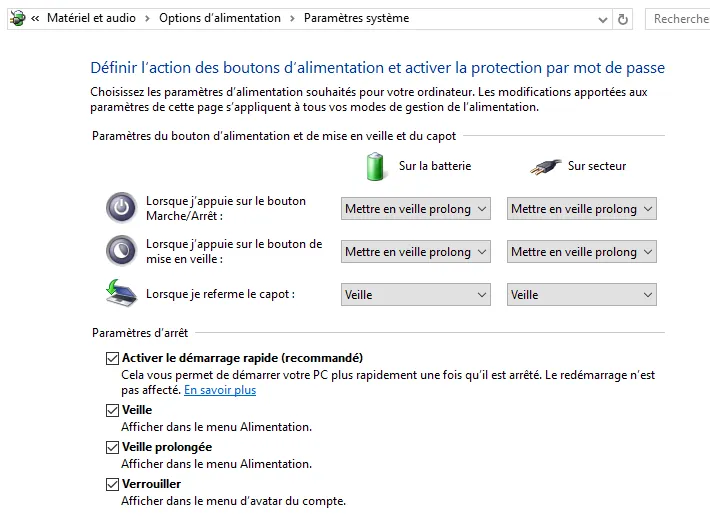 « Matériel et audio > Options d'alimentation > Paramètres système
Recherche
Définir l'action des boutons d'alimentation et activer la protection par mot de passe
Choisissez les paramètres d'alimentation souhaités pour votre ordinateur. Les modifications apportées aux
paramètres de cette page s'appliquent à tous vos modes de gestion de l'alimentation.
Paramètres du bouton d'alimentation et de mise en veille et du capot
Sur la batterie
Sur secteur
Lorsque j'appuie sur le bouton
Marche/Arrêt :
Mettre en veille prolong
Mettre en veille prolong
Lorsque j'appuie sur le bouton de
mise en veille :
Mettre en veille prolong
Mettre en veille prolong
Lorsque je referme le capot :
Veille
Veille
Paramètres d'arrêt
Activer le démarrage rapide (recommandé)
Cela vous permet de démarrer votre PC plus rapidement une fois qu'il est arrêté. Le redémarrage n'est
pas affecté. En savoir plus
Veille
Afficher dans le menu Alimentation.
Veille prolongée
Afficher dans le menu Alimentation.
Verrouiller
Afficher dans le menu d'avatar du compte.